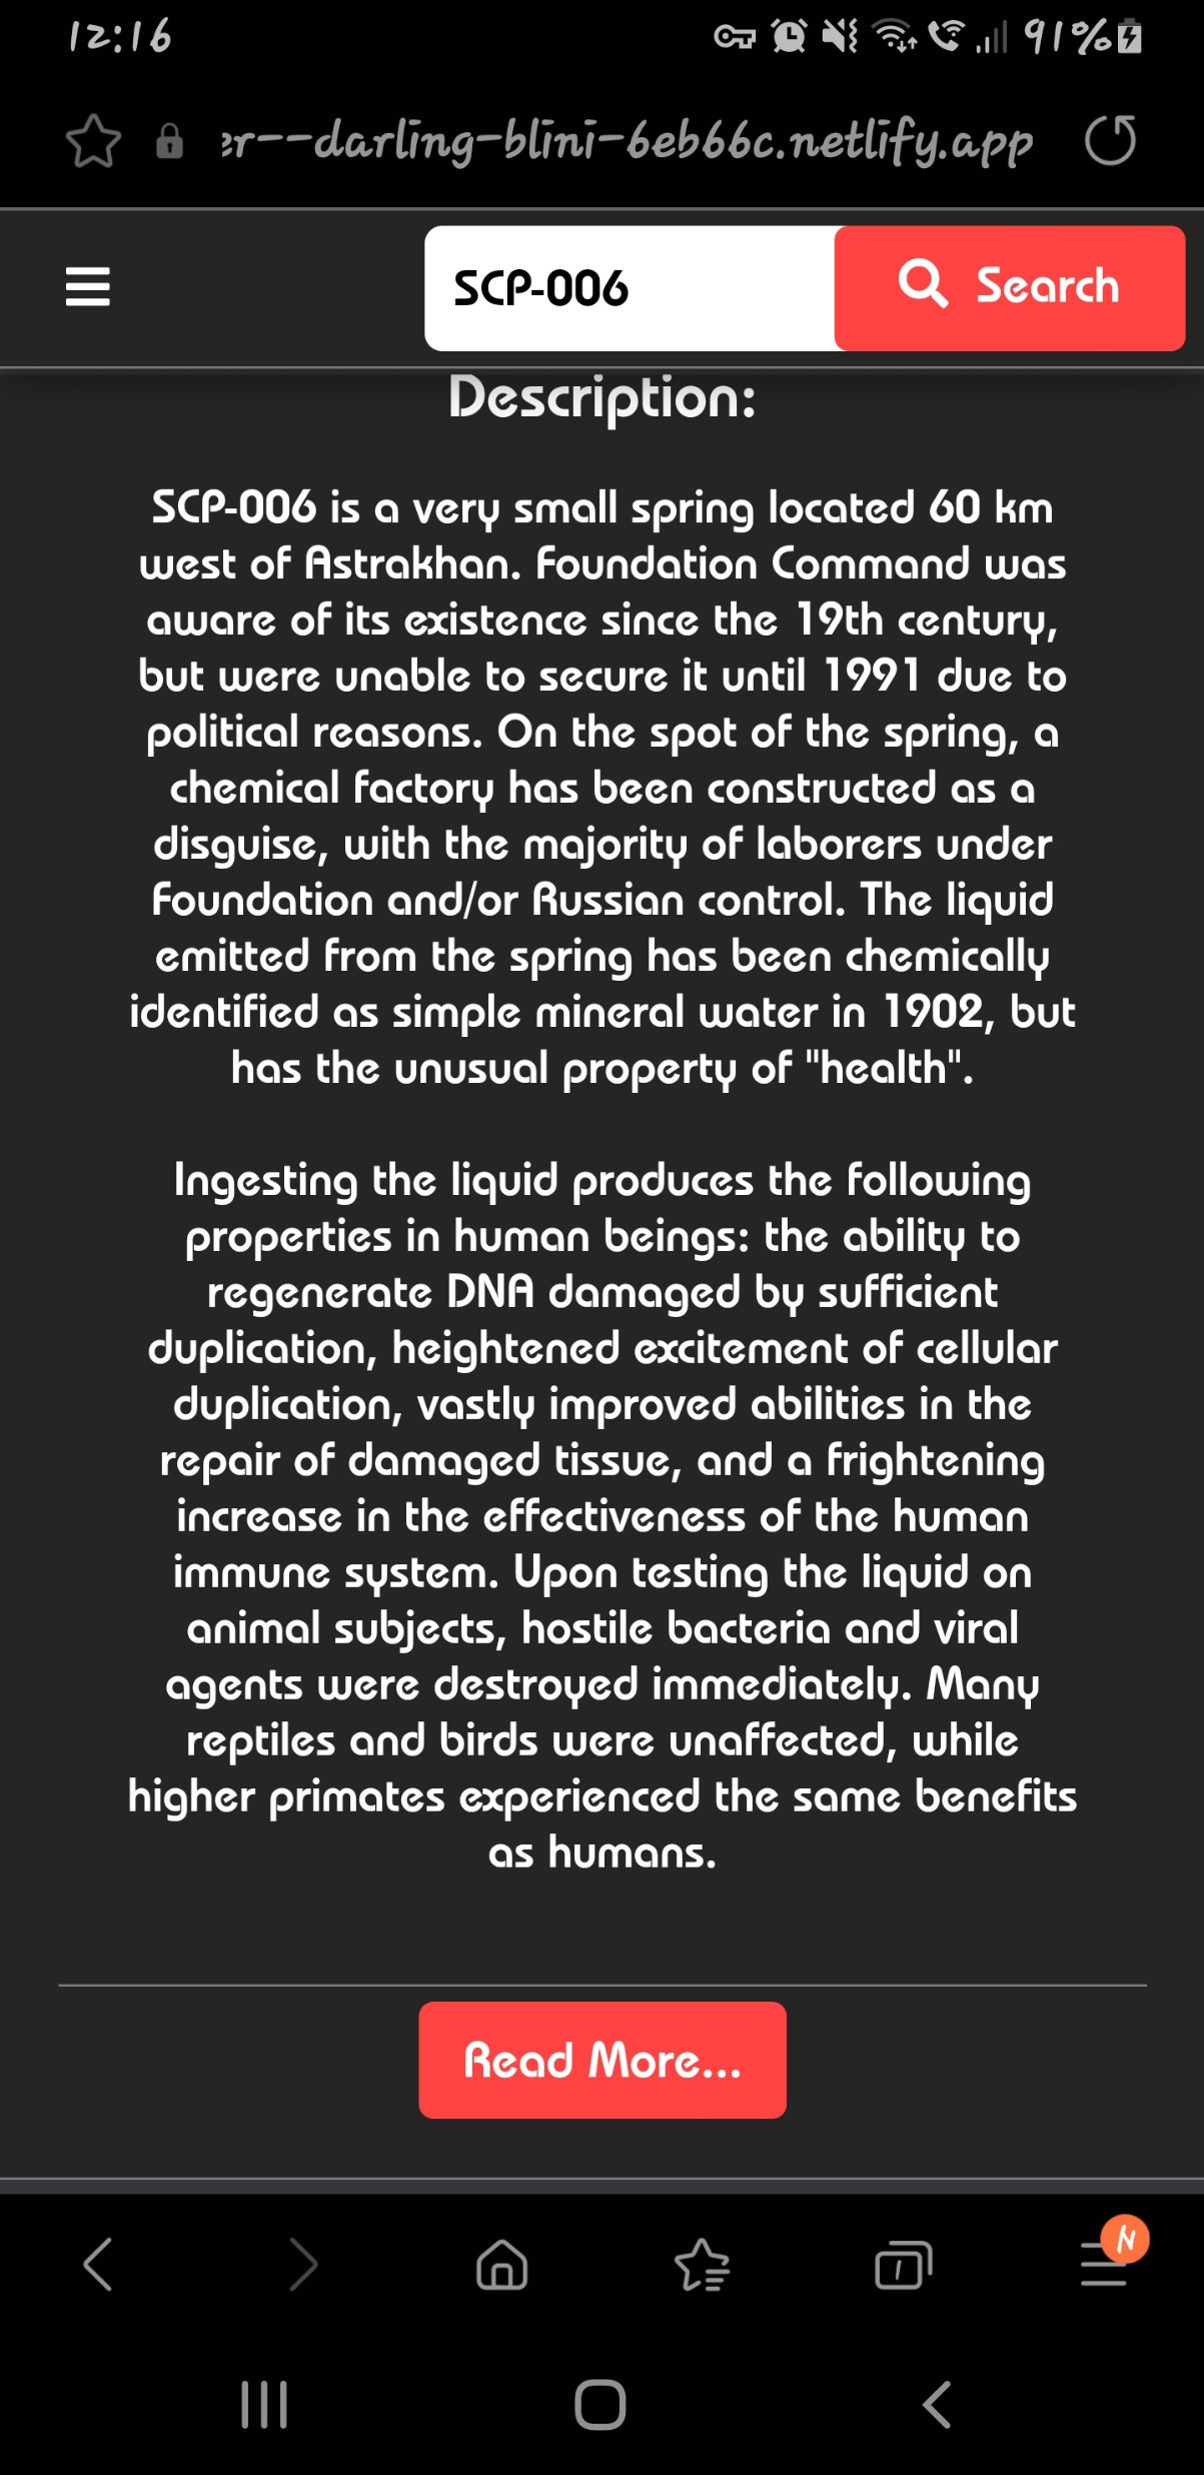 12:16
91%
er--darling-blini-6eb66c.netlify.app
SCP-006
Search
Description:
SCP-006 is a very small spring located 60 km
west of Astrakhan. Foundation Command was
aware of its existence since the 19th century,
but were unable to secure it until 1991 due to
political reasons. On the spot of the spring, a
chemical factory has been constructed as a
disguise, with the majority of laborers under
Foundation and/or Russian control. The liquid
emitted from the spring has been chemically
identified as simple mineral water in 1902, but
has the unusual property of "health".
Ingesting the liquid produces the following
properties in human beings: the ability to
regenerate DNA damaged by sufficient
duplication, heightened excitement of cellular
duplication, vastly improved abilities in the
repair of damaged tissue, and a frightening
increase in the effectiveness of the human
immune system. Upon testing the liquid on
animal subjects, hostile bacteria and viral
agents were destroyed immediately. Many
reptiles and birds were unaffected, while
higher primates experienced the same benefits
as humans.
Read More...
1
N